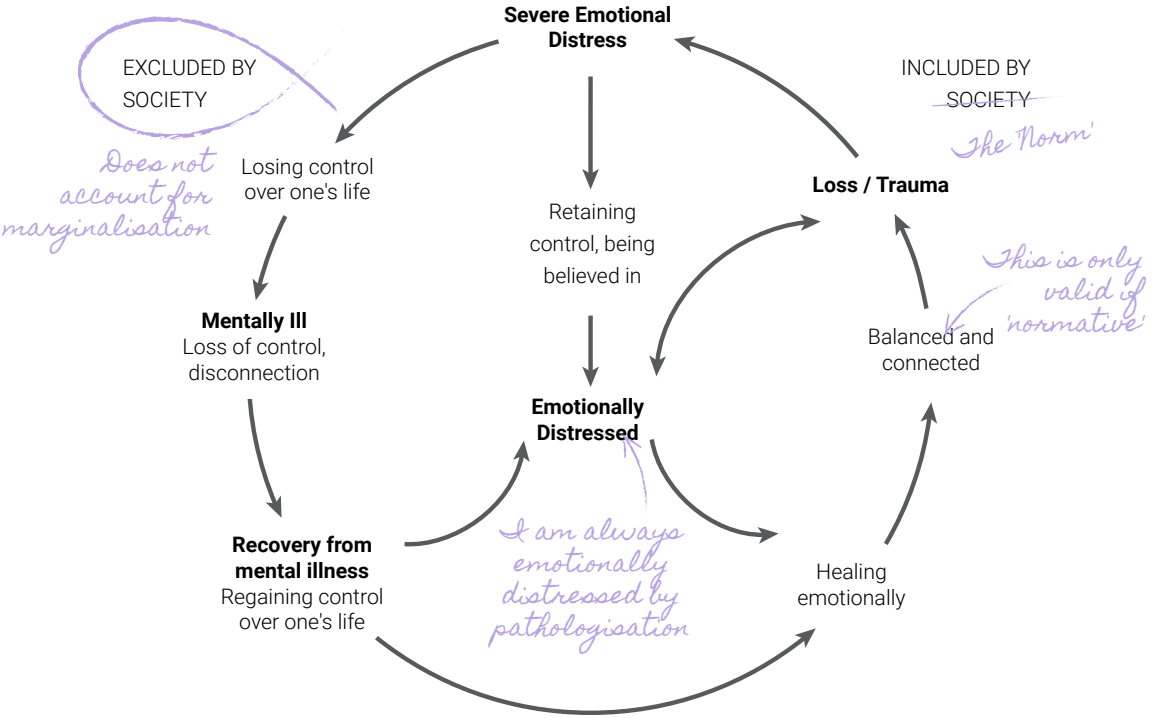 Severe Emotional
Distress
EXCLUDED BY
SOCIETY
Does not
account for
marginalisation
INCLUDED BY
SOCIETY
The 'Norm'
Losing control
over one's life
Loss / Trauma
Retaining
control, being
believed in
This is only
valid if
'normative'
Mentally Ill
Loss of control,
disconnection
Balanced and
connected
Emotionally
Distressed
I am always
emotionally
distressed by
pathologisation
Recovery from
mental illness
Regaining control
over one's life
Healing
emotionally